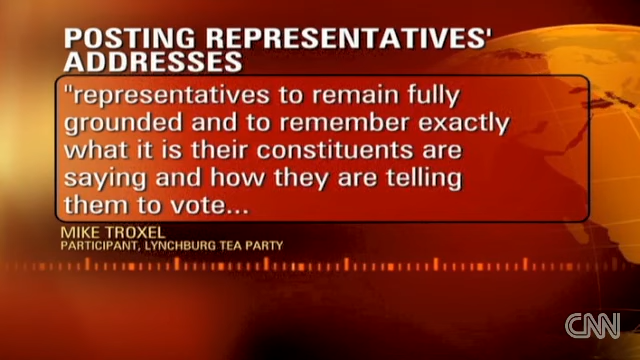 POSTING REPRESENTATIVES'
ADDRESSES
"representatives to remain fully
grounded and to remember exactly
what it is their constituents are
saying and how they are telling
them to vote...
MIKE TROXEL
PARTICIPANT, LYNCHBURG TEA PARTY
CNN